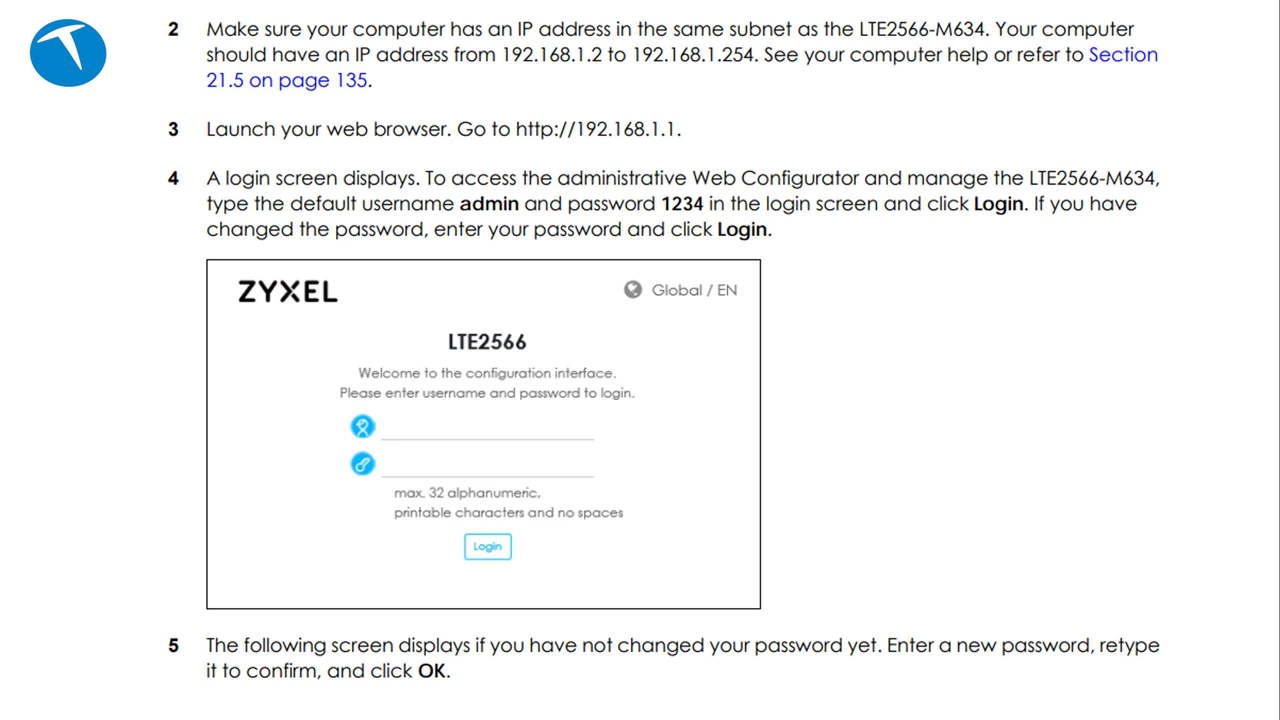 2 Make sure your computer has an IP address in the same subnet as the LTE2566-M634. Your computer
should have an IP address from 192.168.1.2 to 192.168.1.254. See your computer help or refer to Section
21.5 on page 135.
3 Launch your web browser. Go to http://192.168.1.1.
4 A login screen displays. To access the administrative Web Configurator and manage the LTE2566-M634,
type the default username admin and password 1234 in the login screen and click Login. If you have
changed the password, enter your password and click Login.
ZYXEL
Global / EN
LTE2566
Welcome to the configuration interface.
Please enter username and password to login.
max. 32 alphanumeric,
printable characters and no spaces
Login
5 The following screen displays if you have not changed your password yet. Enter a new password, retype
it to confirm, and click OK.